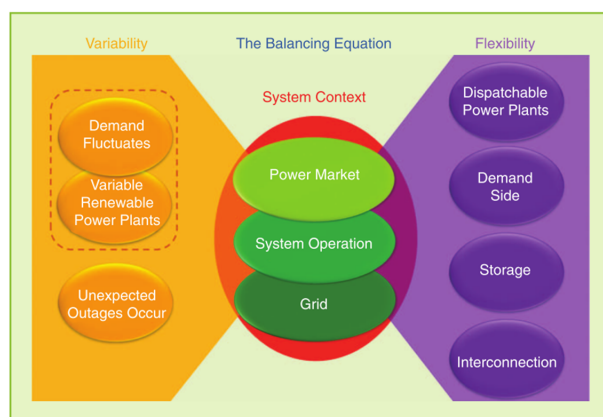 Variability
The Balancing Equation
Flexibility
System Context
Demand
Fluctuates
Variable
Renewable
Power Plants
Unexpected
Outages Occur
Power Market
System Operation
Grid
Dispatchable
Power Plants
Demand
Side
Storage
Interconnection